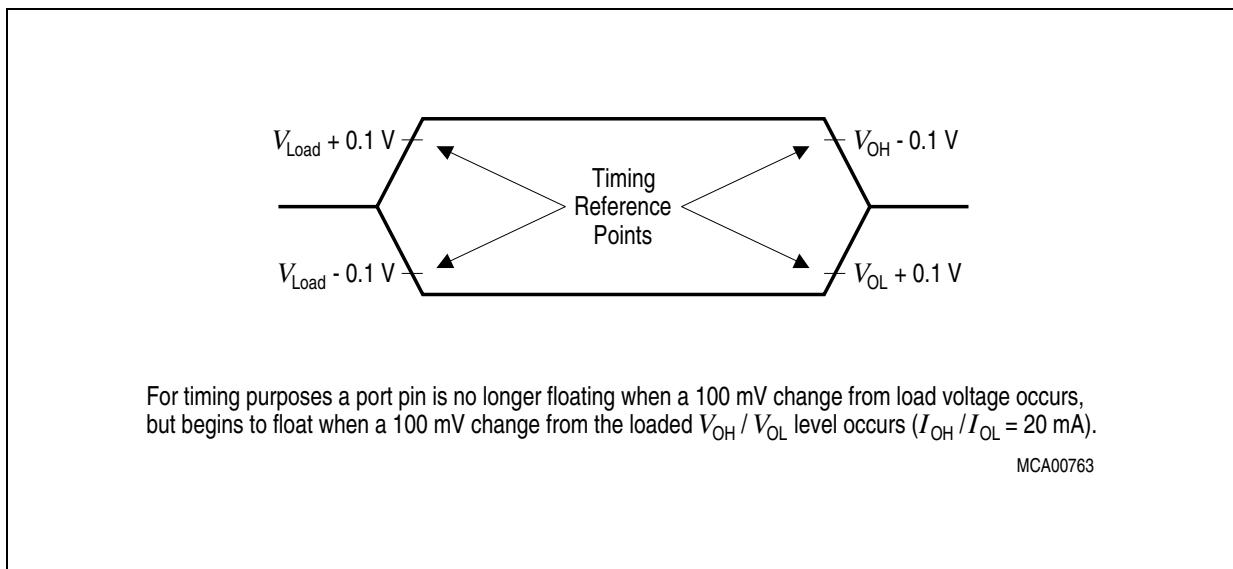 V_Load + 0.1 V
V_OH - 0.1 V
Timing
Reference
Points
V_Load - 0.1 V
V_OL + 0.1 V
For timing purposes a port pin is no longer floating when a 100 mV change from load voltage occurs,
but begins to float when a 100 mV change from the loaded V_OH / V_OL level occurs (I_OH / I_OL = 20 mA).
MCA00763